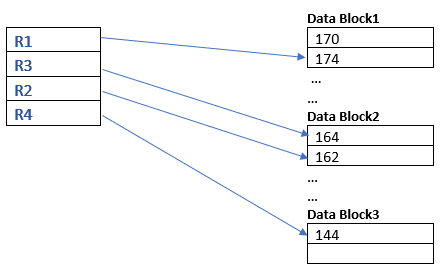 R1
R3
R2
R4
Data Block1
170
174
...
...
Data Block2
164
162
...
...
Data Block3
144